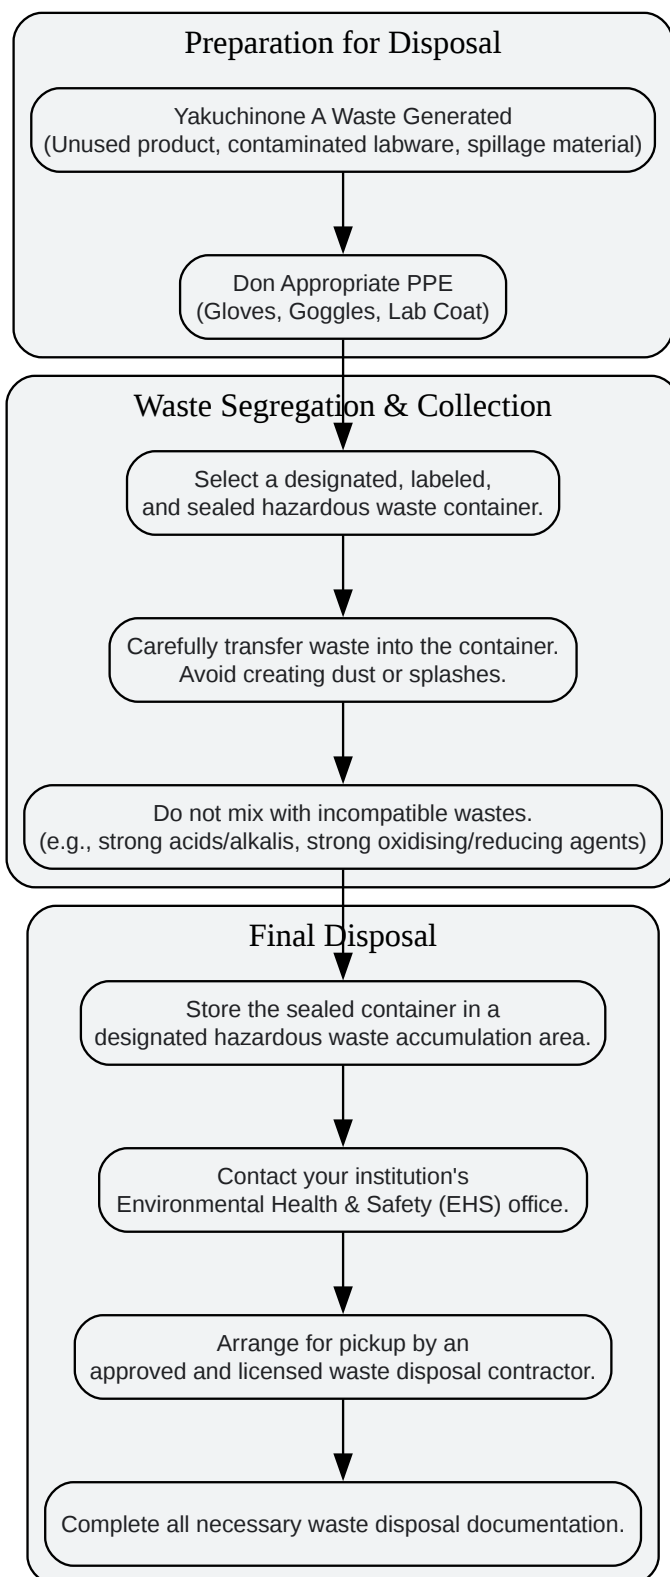 Preparation for Disposal
Yakuchinone A Waste Generated
(Unused product, contaminated labware, spillage material)
Don Appropriate PPE
(Gloves, Goggles, Lab Coat)
Waste Segregation & Collection
Select a designated, labeled,
and sealed hazardous waste container.
Carefully transfer waste into the container.
Avoid creating dust or splashes.
Do not mix with incompatible wastes.
(e.g., strong acids/alkalis, strong oxidising/reducing agents)
Final Disposal
Store the sealed container in a
designated hazardous waste accumulation area.
Contact your institution's
Environmental Health & Safety (EHS) office.
Arrange for pickup by an
approved and licensed waste disposal contractor.
Complete all necessary waste disposal documentation.